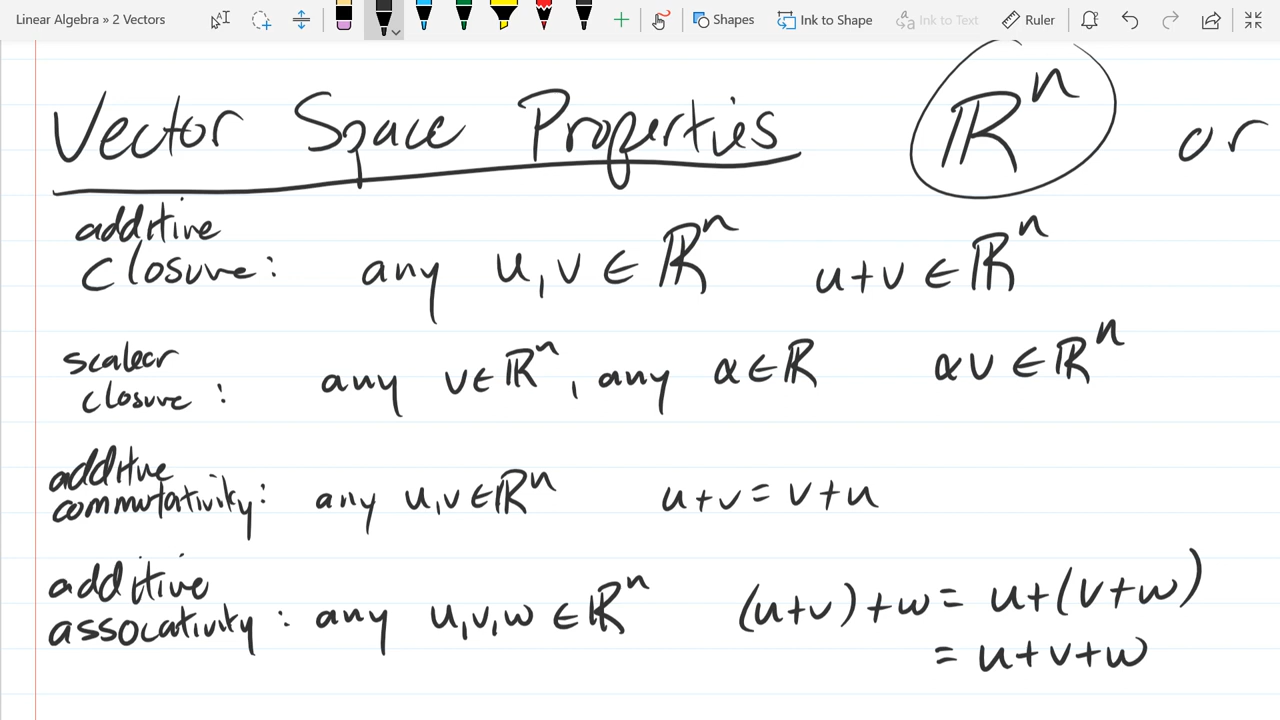 Linear Algebra » 2 Vectors
Shapes Ink to Shape Ink to Text Ruler
Vector Space Properties ℝⁿ or
additive
closure: any u, v ∈ ℝⁿ u+v ∈ ℝⁿ
scalar
closure: any v ∈ ℝⁿ, any α ∈ ℝ αv ∈ ℝⁿ
additive
commutativity: any u,v ∈ ℝⁿ u+v = v+u
additive
assocativity: any u,v,w ∈ ℝⁿ (u+v)+w = u+(v+w)
= u+v+w